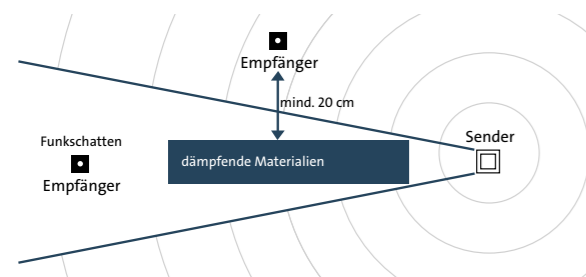 Empfänger
mind. 20 cm
Sender
Funkschatten
dämpfende Materialien
Empfänger